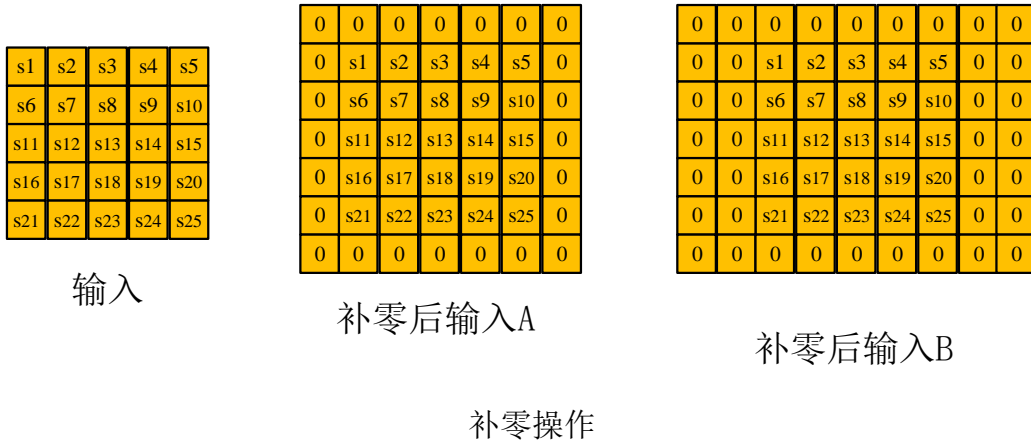 s1 s2 s3 s4 s5
s6 s7 s8 s9 s10
s11 s12 s13 s14 s15
s16 s17 s18 s19 s20
s21 s22 s23 s24 s25
输入
0 0 0 0 0 0 0
0 s1 s2 s3 s4 s5 0
0 s6 s7 s8 s9 s10 0
0 s11 s12 s13 s14 s15 0
0 s16 s17 s18 s19 s20 0
0 s21 s22 s23 s24 s25 0
0 0 0 0 0 0 0
补零后输入A
0 0 0 0 0 0 0 0 0
0 0 s1 s2 s3 s4 s5 0 0
0 0 s6 s7 s8 s9 s10 0 0
0 0 s11 s12 s13 s14 s15 0 0
0 0 s16 s17 s18 s19 s20 0 0
0 0 s21 s22 s23 s24 s25 0 0
0 0 0 0 0 0 0 0 0
补零后输入B
补零操作